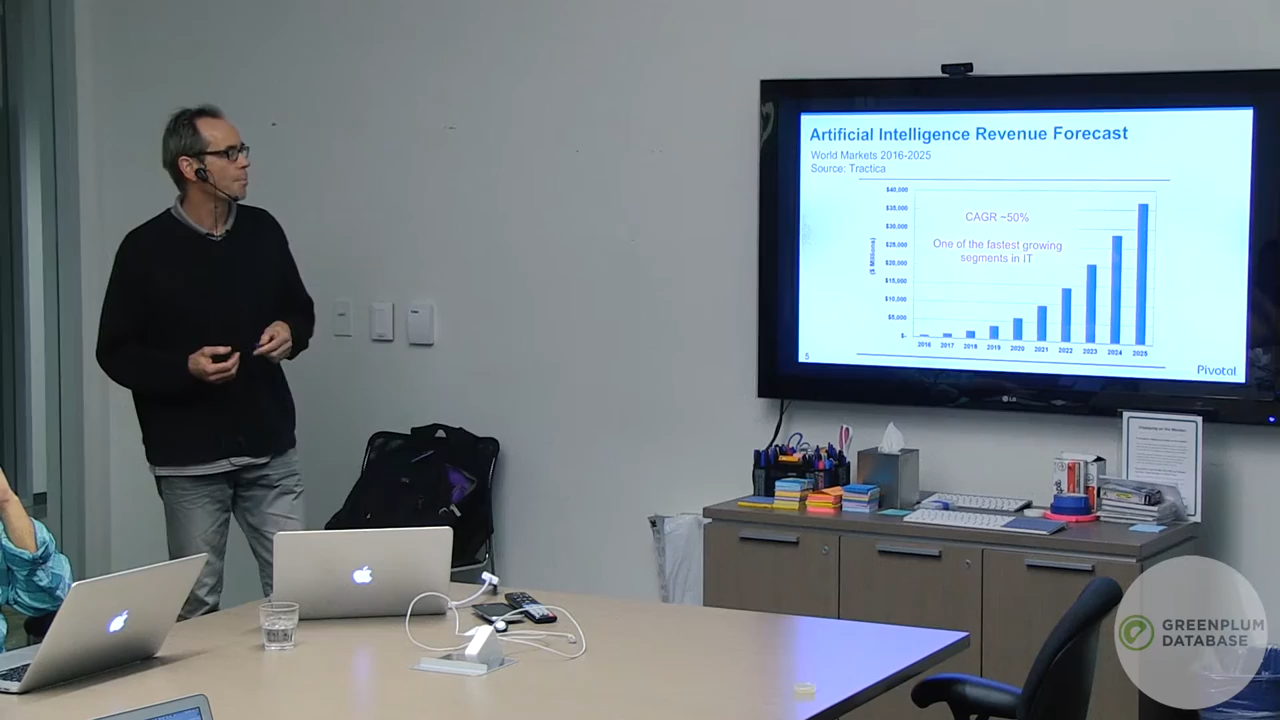 Artificial Intelligence Revenue Forecast
World Markets 2016-2025
Source: Tractica
$40,000
$35,000
$30,000
$25,000
$20,000
$15,000
$10,000
$5,000
$-
($ Millions)
CAGR ~50%
One of the fastest growing
segments in IT
2016 2017 2018 2019 2020 2021 2022 2023 2024 2025
5
Pivotal
LG
GREENPLUM
DATABASE